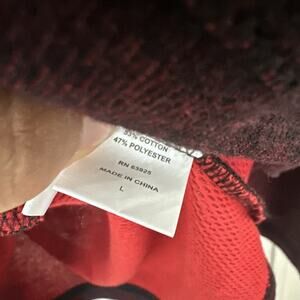 53% COTTON
47% POLYESTER
RN 63925
MADE IN CHINA
L